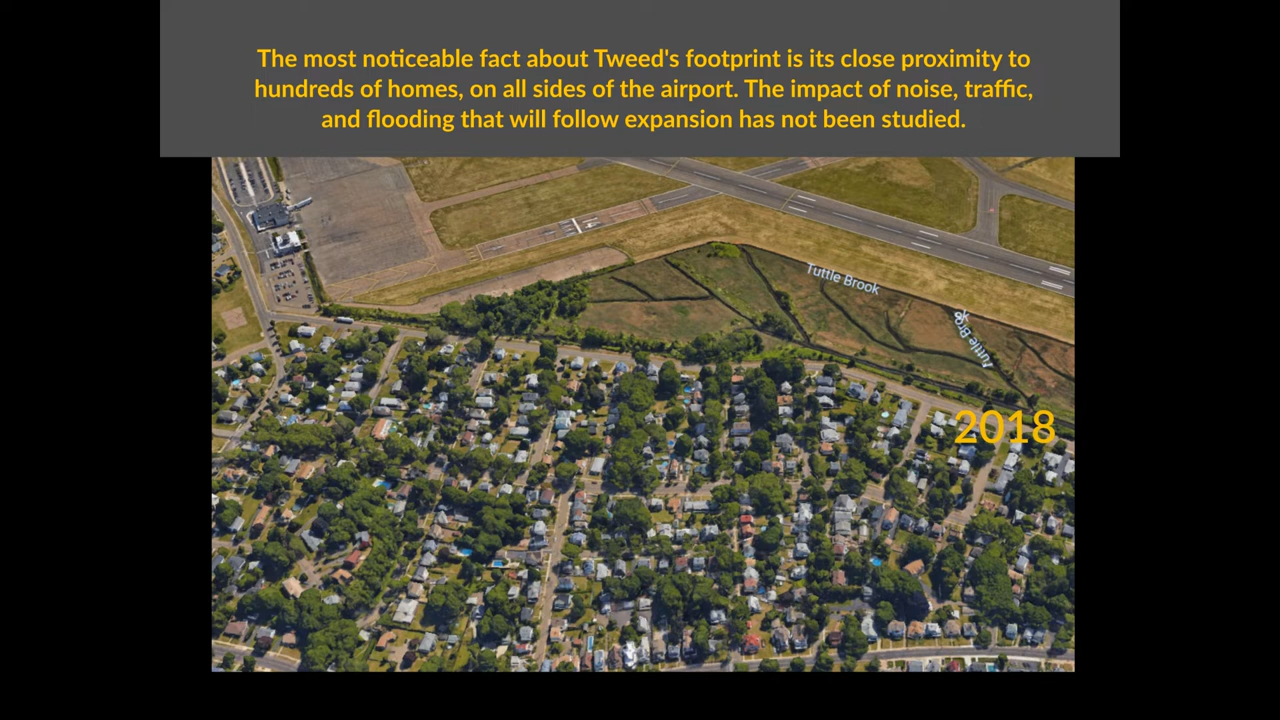 The most noticeable fact about Tweed's footprint is its close proximity to
hundreds of homes, on all sides of the airport. The impact of noise, traffic,
and flooding that will follow expansion has not been studied.
Tuttle Brook
Tuttle Brook
2018